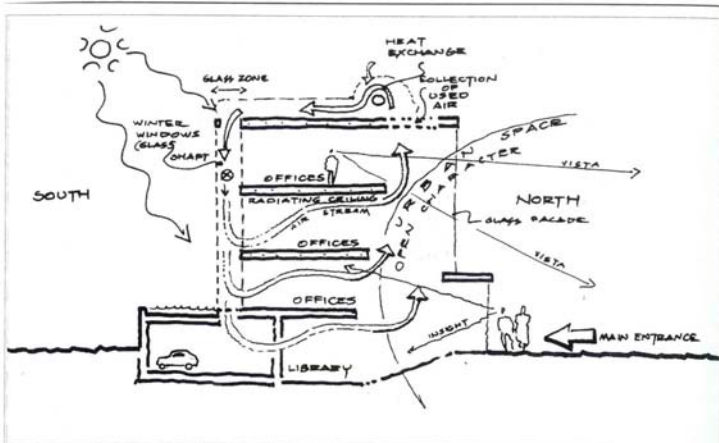 HEAT
EXCHANGE
GLASS ZONE
COLLECTION
OF
USED
AIR
WINTER
WINDOWS
(GLASS)
SHAFT
SPACE
OPEN URBAN
CHARACTER
OFFICES
VISTA
RADIATING CEILING
AIR STREAM
SOUTH
NORTH
GLASS FACADE
OFFICES
VISTA
OFFICES
INSIGHT
MAIN ENTRANCE
LIBRARY